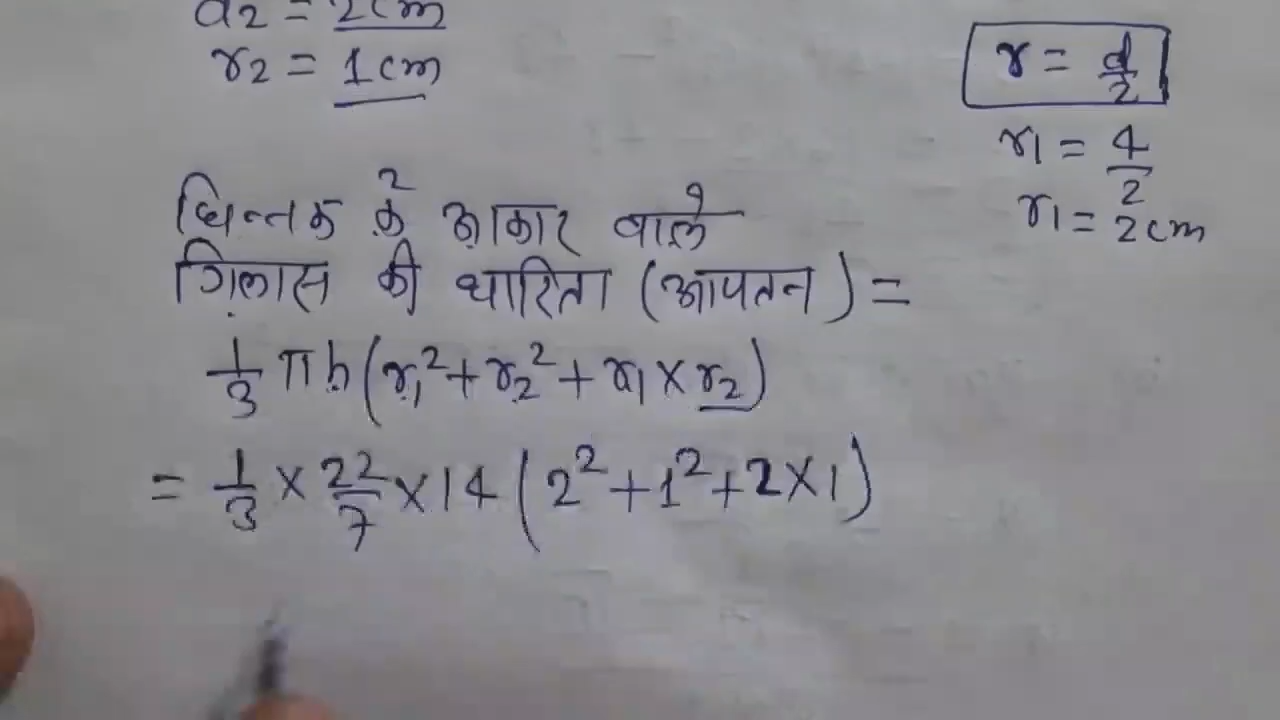 d2 = 2cm
r2 = 1cm
r = d/2
r1 = 4/2
r1 = 2cm
छिन्नक के आकार वाले
गिलास की धारिता (आयतन) =
1/3 πh(r₁² + r₂² + r₁ × r₂)
= 1/3 × 22/7 × 14 (2² + 1² + 2×1)